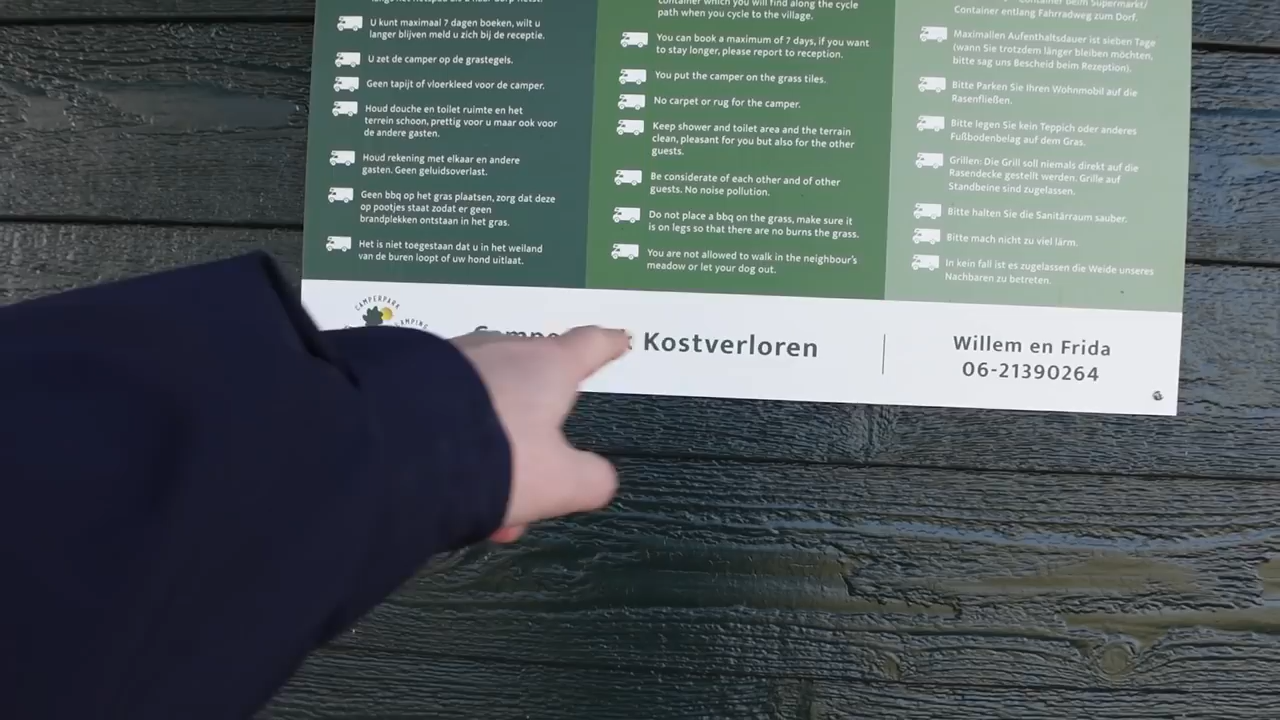 U kunt maximaal 7 dagen boeken, wilt u
langer blijven meld u zich bij de receptie.
U zet de camper op de grastegels.
Geen tapijt of vloerkleed voor de camper.
Houd douche en toilet ruimte en het
terrein schoon, prettig voor u maar ook voor
de andere gasten.
Houd rekening met elkaar en andere
gasten. Geen geluidsoverlast.
Geen bbq op het gras plaatsen, zorg dat deze
op pootjes staat zodat er geen
brandplekken ontstaan in het gras.
Het is niet toegestaan dat u in het weiland
van de buren loopt of uw hond uitlaat.
container which you will find along the cycle
path when you cycle to the village.
You can book a maximum of 7 days, if you want
to stay longer, please report to reception.
You put the camper on the grass tiles.
No carpet or rug for the camper.
Keep shower and toilet area and the terrain
clean, pleasant for you but also for the other
guests.
Be considerate of each other and of other
guests. No noise pollution.
Do not place a bbq on the grass, make sure it
is on legs so that there are no burns the grass.
You are not allowed to walk in the neighbour's
meadow or let your dog out.
Container beim Supermarkt/
Container entlang Fahrradweg zum Dorf.
Maximallen Aufenthaltsdauer ist sieben Tage
(wann Sie trotzdem länger bleiben möchten,
bitte sag uns Bescheid beim Rezeption).
Bitte Parken Sie Ihren Wohnmobil auf die
Rasenfließen.
Bitte legen Sie kein Teppich oder anderes
Fußbodenbelag auf dem Gras.
Grillen: Die Grill soll niemals direkt auf die
Rasendecke gestellt werden. Grille auf
Standbeine sind zugelassen.
Bitte halten Sie die Sanitärraum sauber.
Bitte mach nicht zu viel lärm.
In kein fall ist es zugelassen die Weide unseres
Nachbaren zu betreten.
CAMPERPARK
Kostverloren
Willem en Frida
06-21390264